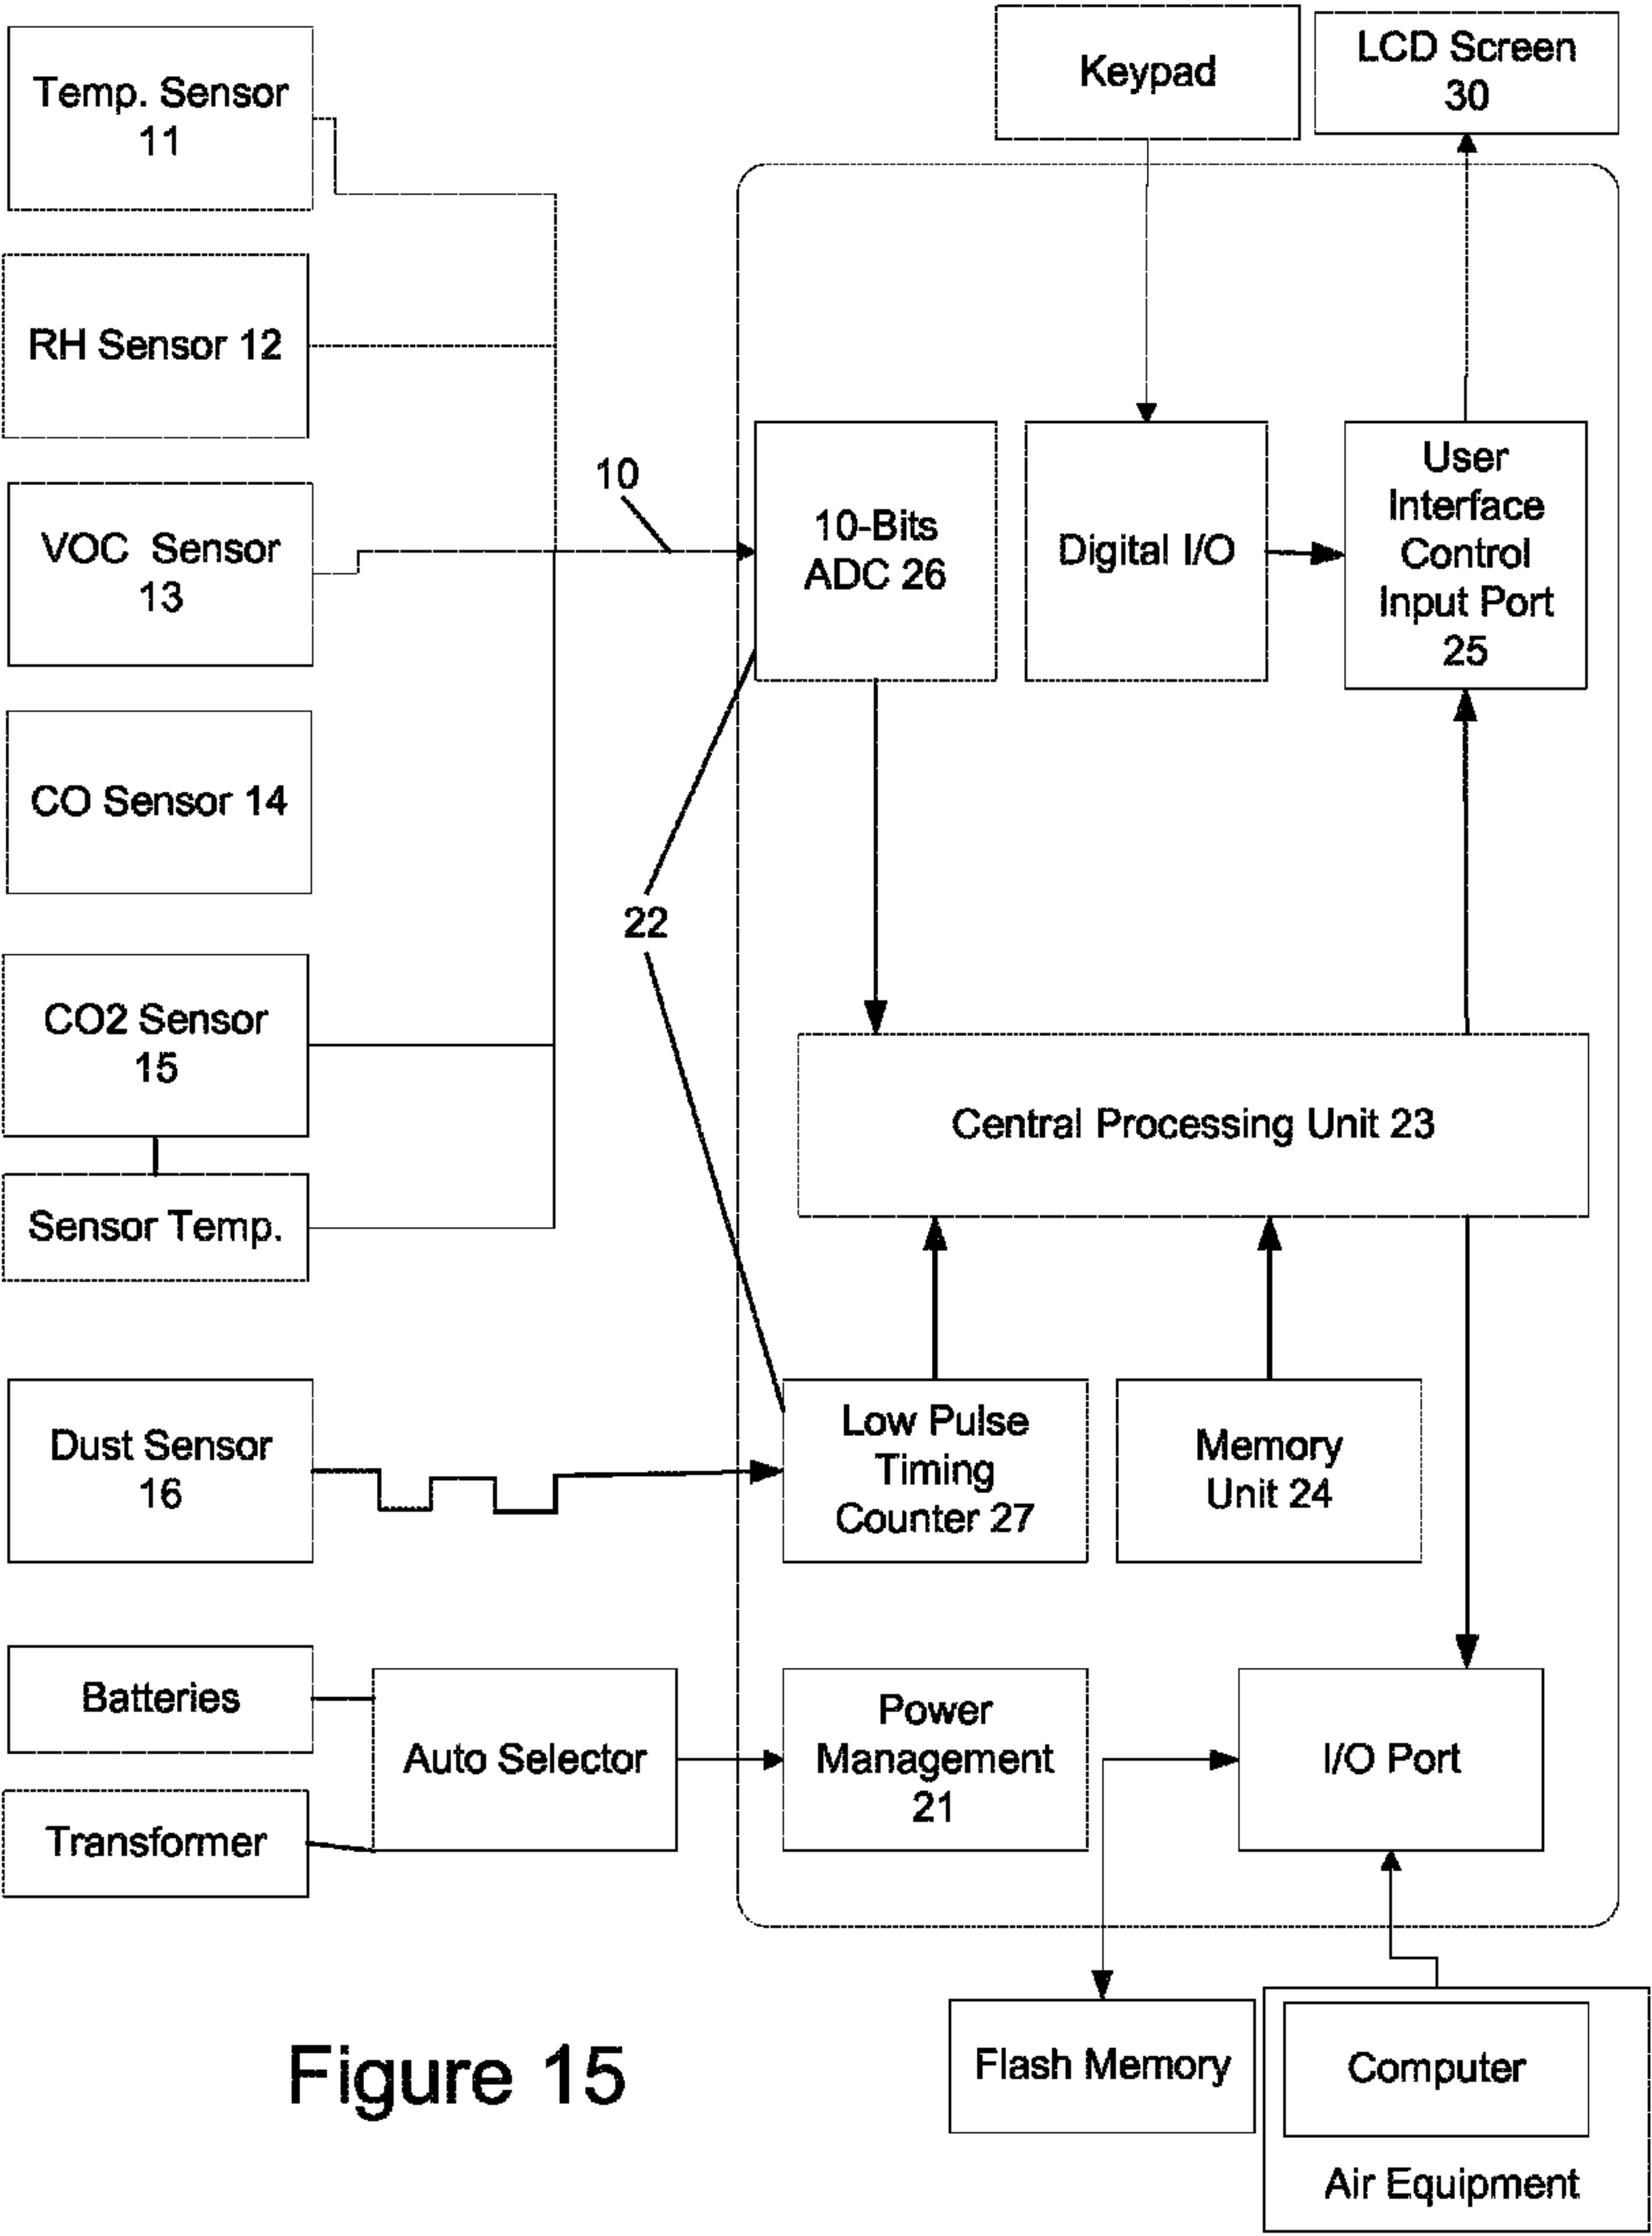 Temp. Sensor
11
RH Sensor 12
VOC Sensor
13
CO Sensor 14
CO2 Sensor
15
Sensor Temp.
Dust Sensor
16
Batteries
Transformer
Auto Selector
10
22
Keypad
LCD Screen
30
10-Bits
ADC 26
Digital I/O
User
Interface
Control
Input Port
25
Central Processing Unit 23
Low Pulse
Timing
Counter 27
Memory
Unit 24
Power
Management
21
I/O Port
Flash Memory
Computer
Air Equipment
Figure 15